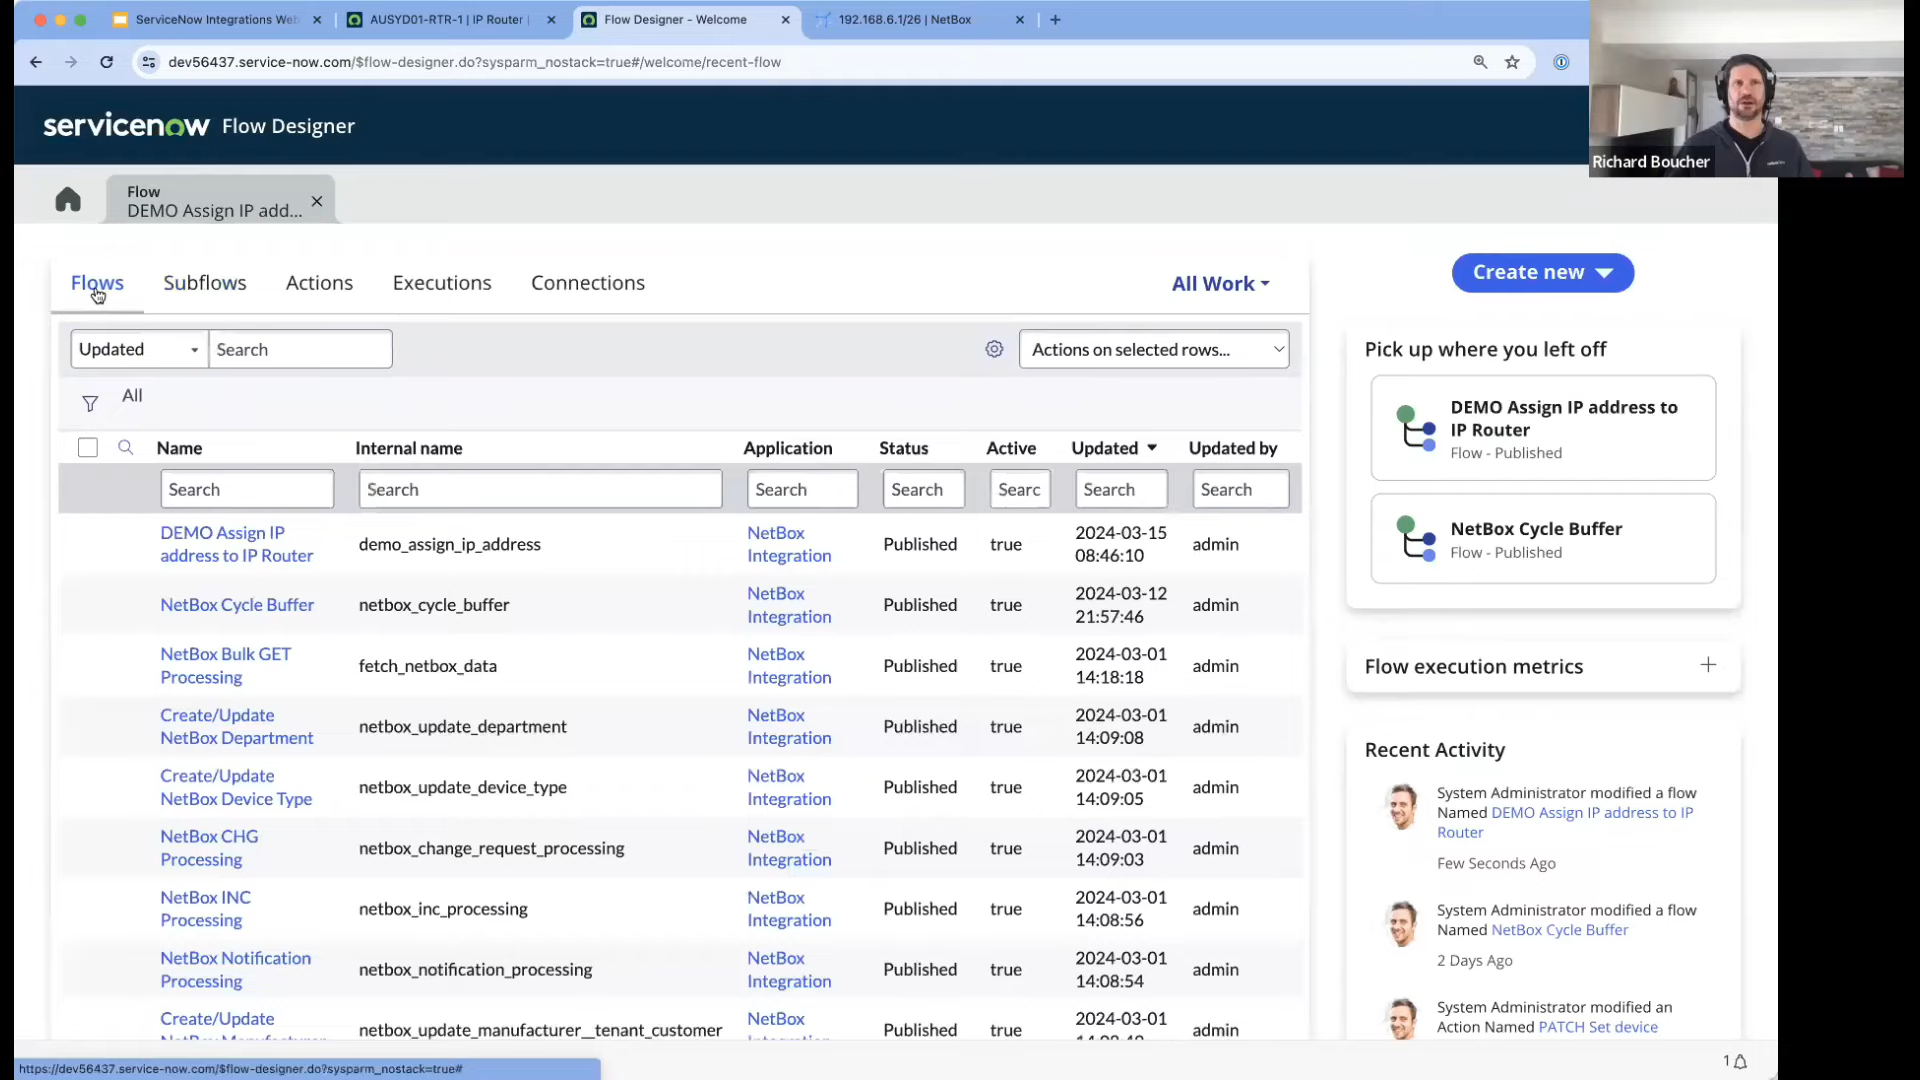 ServiceNow Integrations Web
AUSYD01-RTR-1 | IP Router
Flow Designer - Welcome
192.168.6.1/26 | NetBox
dev56437.service-now.com/$flow-designer.do?sysparm_nostack=true#/welcome/recent-flow
servicenow Flow Designer
Richard Boucher
Flow
DEMO Assign IP add...
Flows Subflows Actions Executions Connections All Work
Create new
Updated Search Actions on selected rows...
All
Name Internal name Application Status Active Updated Updated by
Search Search Search Search Searc Search Search
DEMO Assign IP
address to IP Router
demo_assign_ip_address
NetBox
Integration
Published
true
2024-03-15
08:46:10
admin
NetBox Cycle Buffer
netbox_cycle_buffer
NetBox
Integration
Published
true
2024-03-12
21:57:46
admin
NetBox Bulk GET
Processing
fetch_netbox_data
NetBox
Integration
Published
true
2024-03-01
14:18:18
admin
Create/Update
NetBox Department
netbox_update_department
NetBox
Integration
Published
true
2024-03-01
14:09:08
admin
Create/Update
NetBox Device Type
netbox_update_device_type
NetBox
Integration
Published
true
2024-03-01
14:09:05
admin
NetBox CHG
Processing
netbox_change_request_processing
NetBox
Integration
Published
true
2024-03-01
14:09:03
admin
NetBox INC
Processing
netbox_inc_processing
NetBox
Integration
Published
true
2024-03-01
14:08:56
admin
NetBox Notification
Processing
netbox_notification_processing
NetBox
Integration
Published
true
2024-03-01
14:08:54
admin
Create/Update
netbox_update_manufacturer__tenant_customer
NetBox
Integration
Published
true
2024-03-01
admin
Pick up where you left off
DEMO Assign IP address to
IP Router
Flow - Published
NetBox Cycle Buffer
Flow - Published
Flow execution metrics
Recent Activity
System Administrator modified a flow
Named DEMO Assign IP address to IP
Router
Few Seconds Ago
System Administrator modified a flow
Named NetBox Cycle Buffer
2 Days Ago
System Administrator modified an
Action Named PATCH Set device
1
https://dev56437.service-now.com/$flow-designer.do?sysparm_nostack=true#